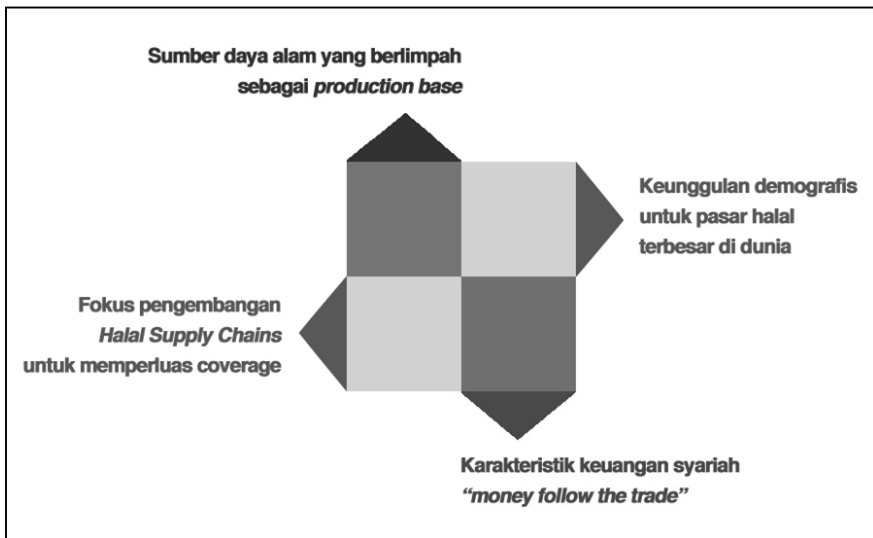 Sumber daya alam yang berlimpah
sebagai production base
Keunggulan demografis
untuk pasar halal
terbesar di dunia
Fokus pengembangan
Halal Supply Chains
untuk memperluas coverage
Karakteristik keuangan syariah
“money follow the trade”